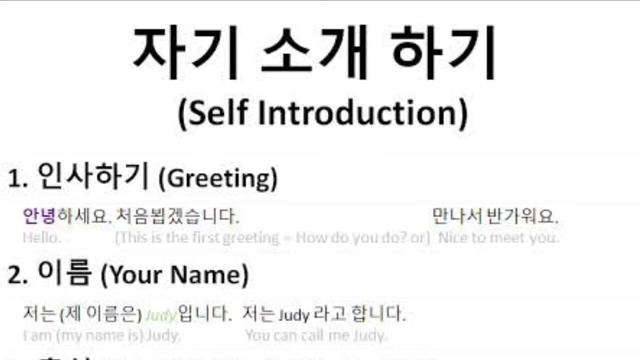 자기 소개 하기
(Self Introduction)
1. 인사하기 (Greeting)
안녕하세요. 처음뵙겠습니다. 만나서 반가워요.
Hello. (This is the first greeting = How do you do? or) Nice to meet you.
2. 이름 (Your Name)
저는 (제 이름은) Judy입니다. 저는 Judy 라고 합니다.
I am (my name is) Judy. You can call me Judy.